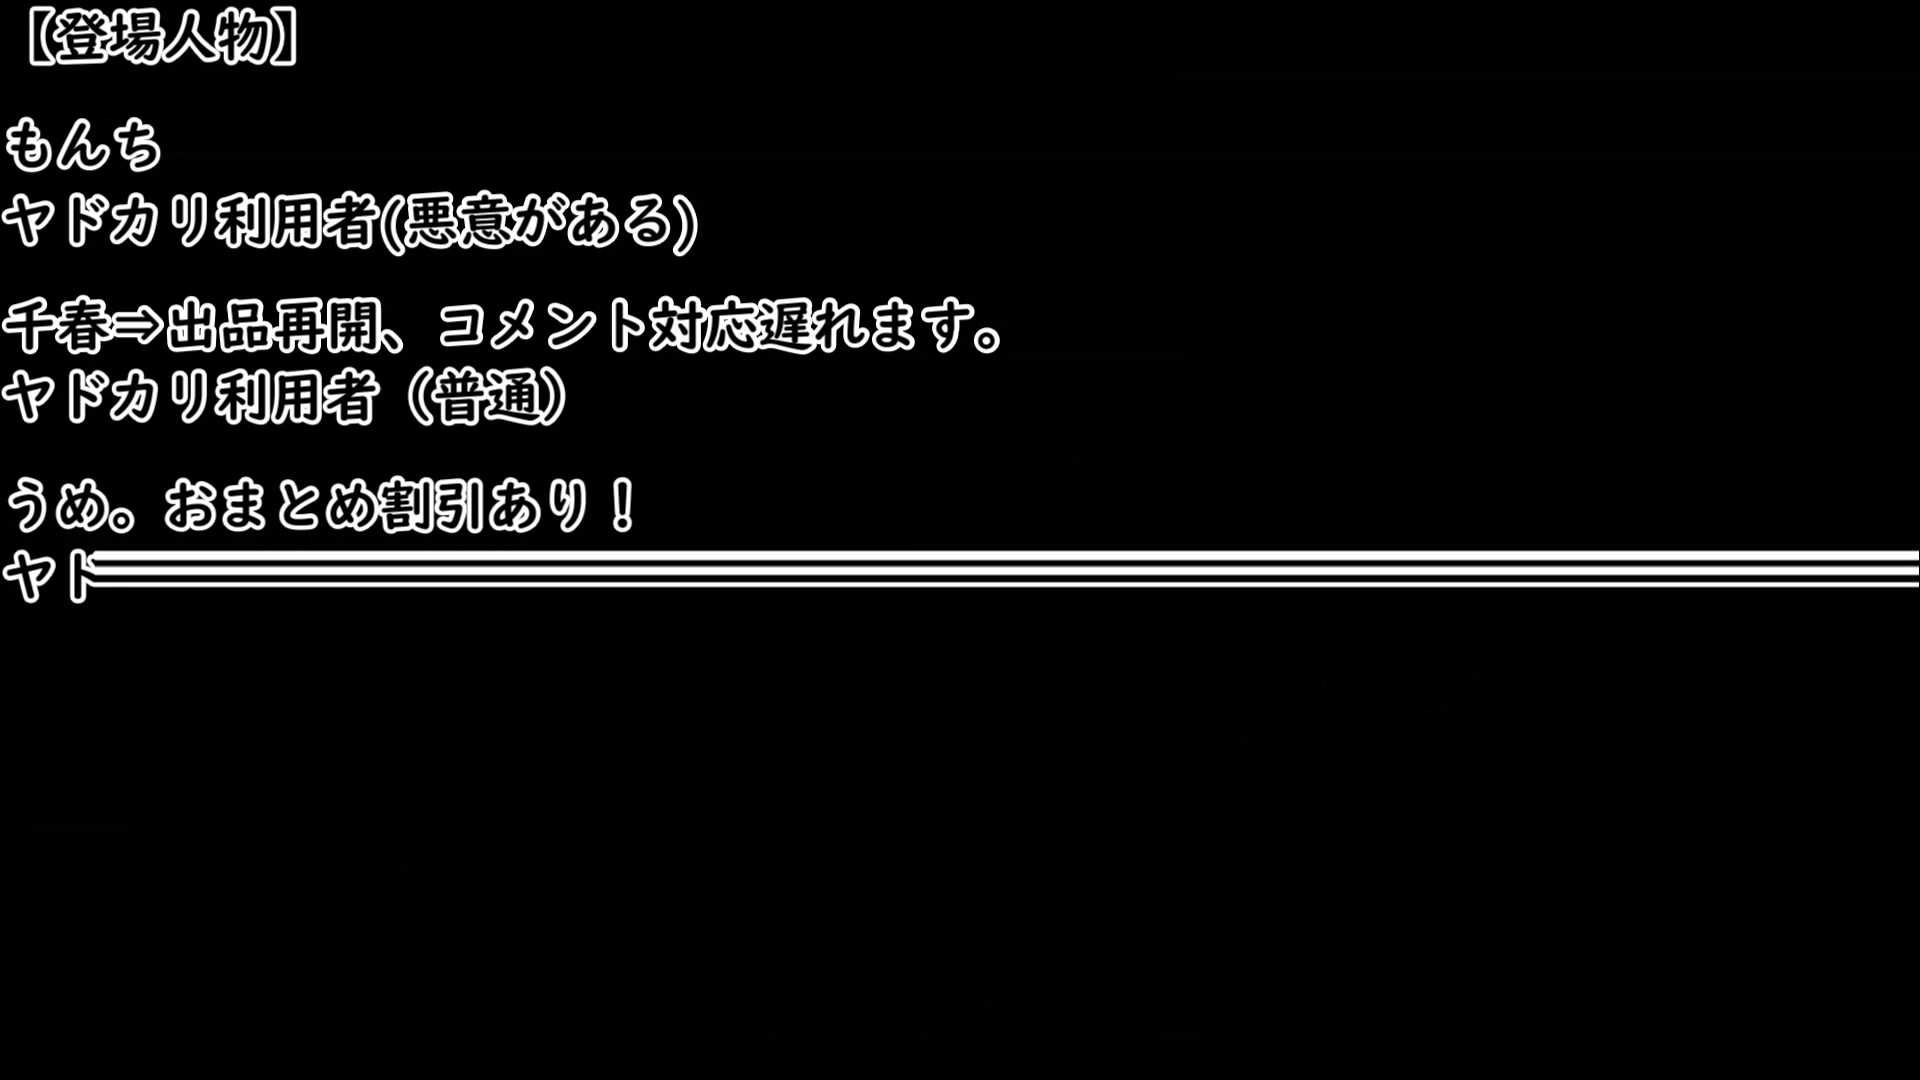 【登場人物】
もんち
ヤドカリ利用者(悪意がある)
千春⇒出品再開、コメント対応遅れます。
ヤドカリ利用者（普通）
うめ。おまとめ割引あり！
ヤ